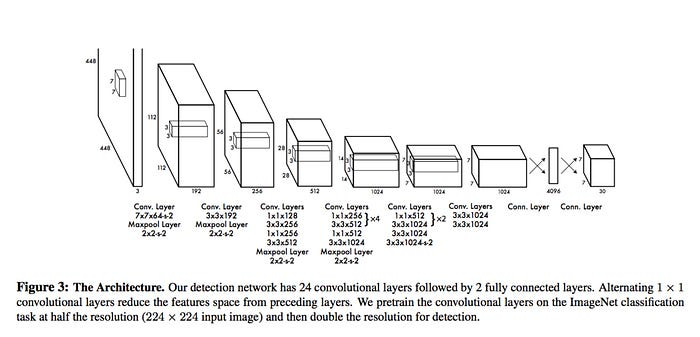 448
448
3
7
7
112
112
3
3
192
56
56
3
3
256
28
28
3
3
512
14
14
3
3
1024
7
7
3
3
1024
7
7
1024
4096
7
7
30
Conv. Layer
7x7x64-s-2
Maxpool Layer
2x2-s-2
Conv. Layer
3x3x192
Maxpool Layer
2x2-s-2
Conv. Layers
1x1x128
3x3x256
1x1x256
3x3x512
Maxpool Layer
2x2-s-2
Conv. Layers
1x1x256
3x3x512 }×4
1x1x512
3x3x1024
Maxpool Layer
2x2-s-2
Conv. Layers
1x1x512
3x3x1024 }×2
3x3x1024
3x3x1024-s-2
Conv. Layers
3x3x1024
3x3x1024
Conn. Layer
Conn. Layer
Figure 3: The Architecture. Our detection network has 24 convolutional layers followed by 2 fully connected layers. Alternating 1 × 1
convolutional layers reduce the features space from preceding layers. We pretrain the convolutional layers on the ImageNet classification
task at half the resolution (224 × 224 input image) and then double the resolution for detection.